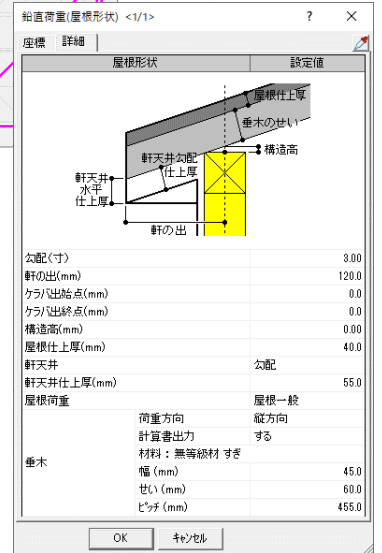 鉛直荷重(屋根形状) <1/1> ? ×
座標 詳細
屋根形状 設定値
屋根仕上厚
垂木のせい
構造高
軒天井勾配
仕上厚
軒天井
水平
仕上厚
軒の出
勾配(寸) 3.00
軒の出(mm) 120.0
ケラバ出始点(mm) 0.0
ケラバ出終点(mm) 0.0
構造高(mm) 0.00
屋根仕上厚(mm) 40.0
軒天井 勾配
軒天井仕上厚(mm) 55.0
屋根荷重 屋根一般
垂木
荷重方向 縦方向
計算書出力 する
材料 : 無等級材 すぎ
幅 (mm) 45.0
せい (mm) 60.0
ピッチ (mm) 455.0
OK キャンセル